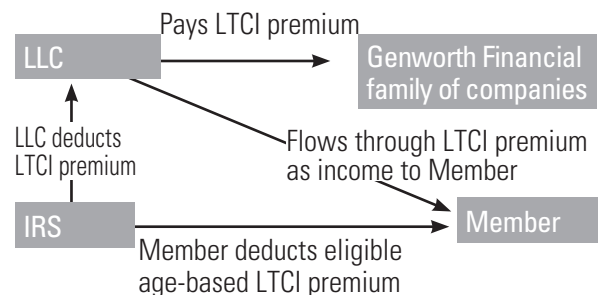 Pays LTCI premium
LLC
Genworth Financial
family of companies
LLC deducts
LTCI premium
Flows through LTCI premium
as income to Member
IRS
Member
Member deducts eligible
age-based LTCI premium